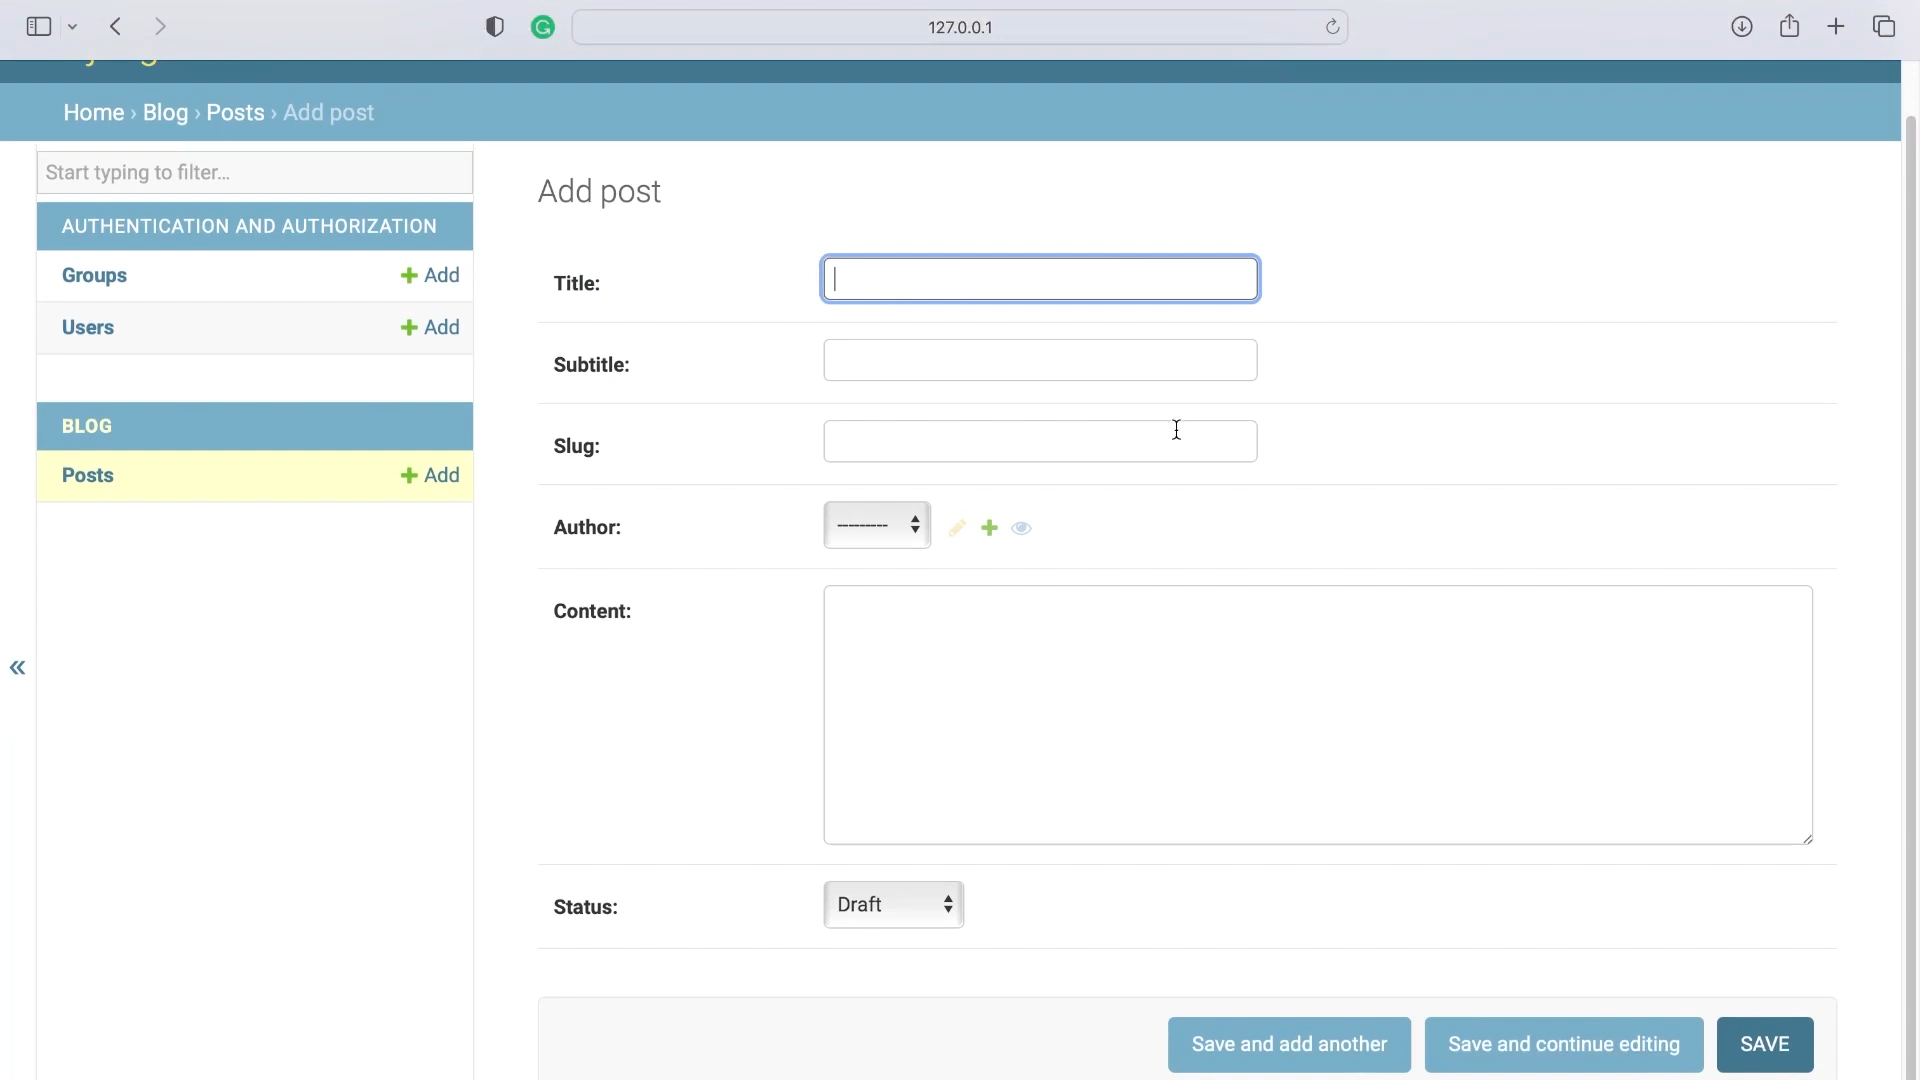 127.0.0.1
Home › Blog › Posts › Add post
Start typing to filter...
AUTHENTICATION AND AUTHORIZATION
Groups + Add
Users + Add
BLOG
Posts + Add
«
Add post
Title:
Subtitle:
Slug:
Author: ---------
Content:
Status: Draft
Save and add another Save and continue editing SAVE